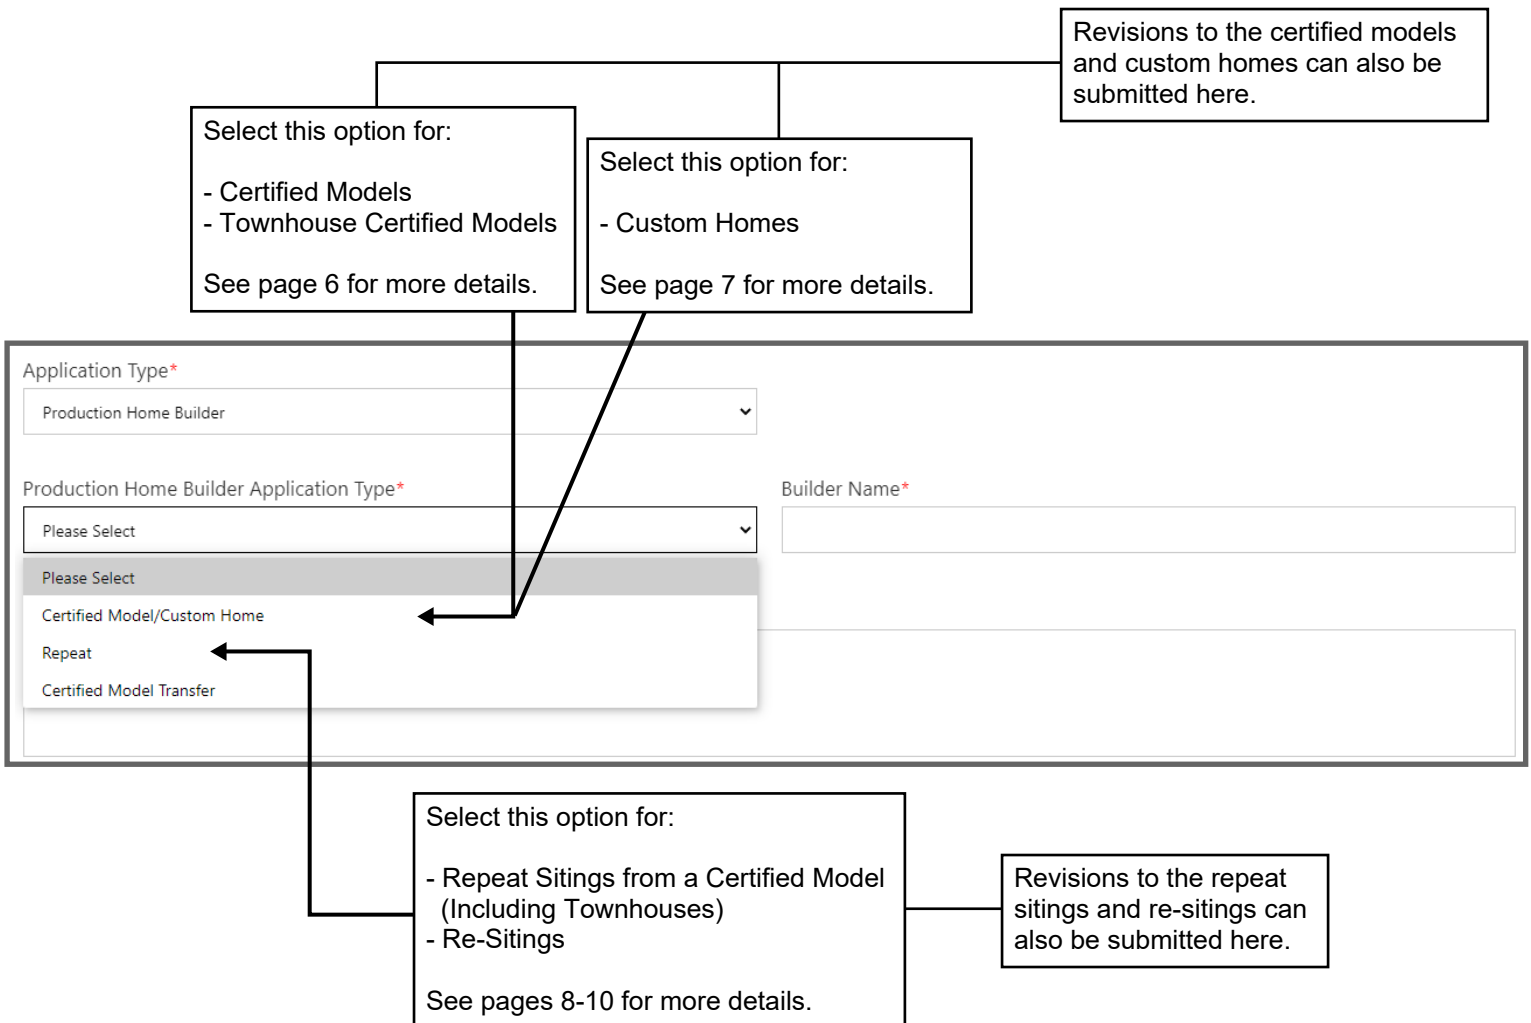 Revisions to the certified models
and custom homes can also be
submitted here.
Select this option for:
- Certified Models
- Townhouse Certified Models
See page 6 for more details.
Select this option for:
- Custom Homes
See page 7 for more details.
Application Type*
Production Home Builder
Production Home Builder Application Type*
Builder Name*
Please Select
Please Select
Certified Model/Custom Home
Repeat
Certified Model Transfer
Select this option for:
- Repeat Sitings from a Certified Model
(Including Townhouses)
- Re-Sitings
See pages 8-10 for more details.
Revisions to the repeat
sitings and re-sitings can
also be submitted here.